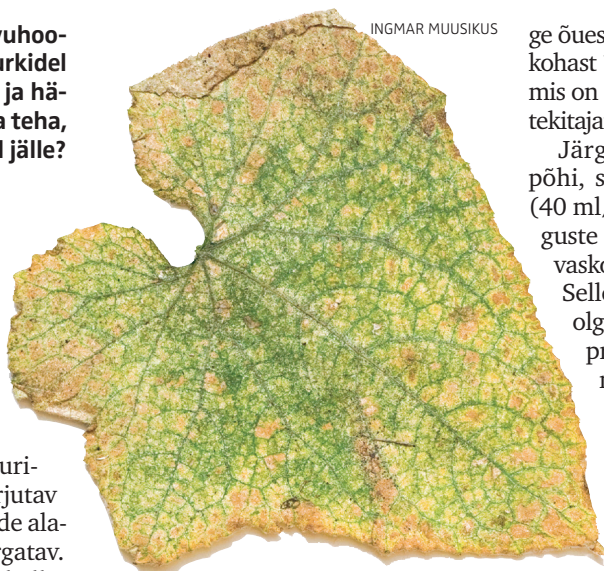 vuhoo-
urkidel
ja hä-
a teha,
l jälle?
uri-
rjutav
de ala-
rgatav.
INGMAR MUUSIKUS
ge õues
kohast
mis on
tekitaja
Järg
põhi, s
(40 ml,
guste
vasko
Selle
olg
pr